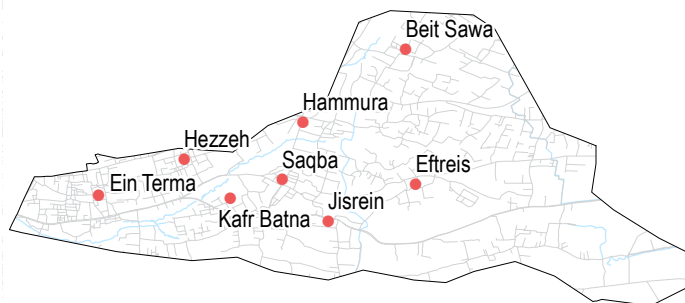 Beit Sawa
Hammura
Hezzeh
Saqba
Eftreis
Ein Terma
Jisrein
Kafr Batna